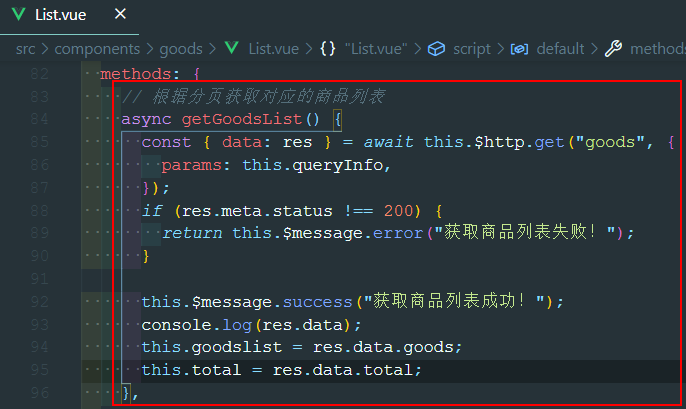 List.vue ×
src > components > goods > List.vue > {} "List.vue" > script > default > methods
82 methods: {
83 // 根据分页获取对应的商品列表
84 async getGoodsList() {
85 const { data: res } = await this.$http.get("goods", {
86 params: this.queryInfo,
87 });
88 if (res.meta.status !== 200) {
89 return this.$message.error("获取商品列表失败！");
90 }
91
92 this.$message.success("获取商品列表成功！");
93 console.log(res.data);
94 this.goodslist = res.data.goods;
95 this.total = res.data.total;
96 },